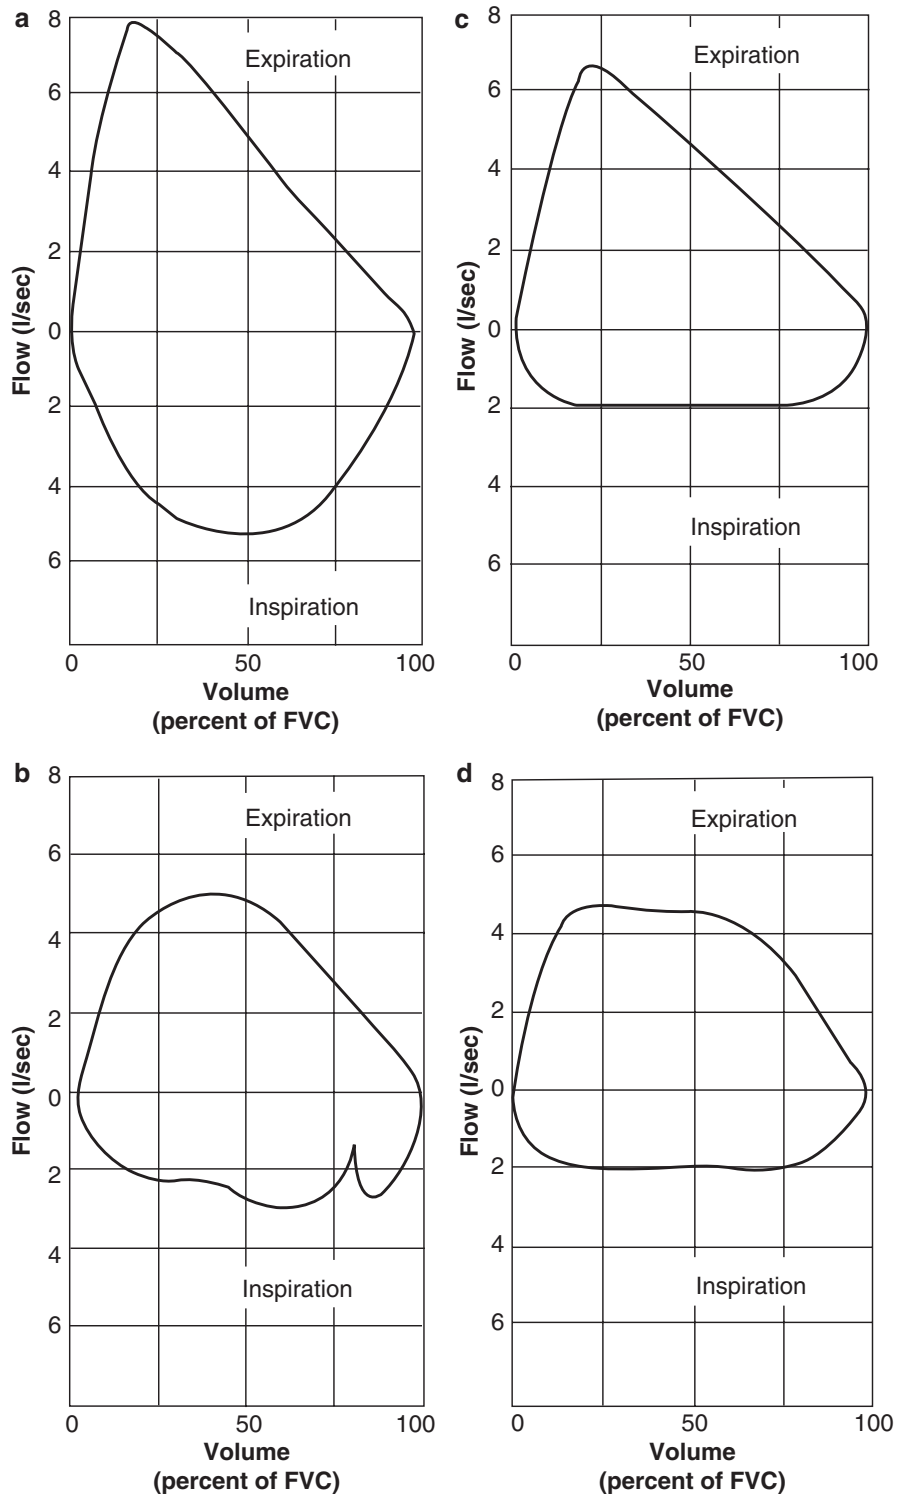 a
8
Expiration
6
4
2
0
2
4
6
Flow (l/sec)
Inspiration
0 50 100
Volume
(percent of FVC)
c
8
Expiration
6
4
2
0
2
4
6
Flow (l/sec)
Inspiration
0 50 100
Volume
(percent of FVC)
b
8
Expiration
6
4
2
0
2
4
6
Flow (l/sec)
Inspiration
0 50 100
Volume
(percent of FVC)
d
8
Expiration
6
4
2
0
2
4
6
Flow (l/sec)
Inspiration
0 50 100
Volume
(percent of FVC)